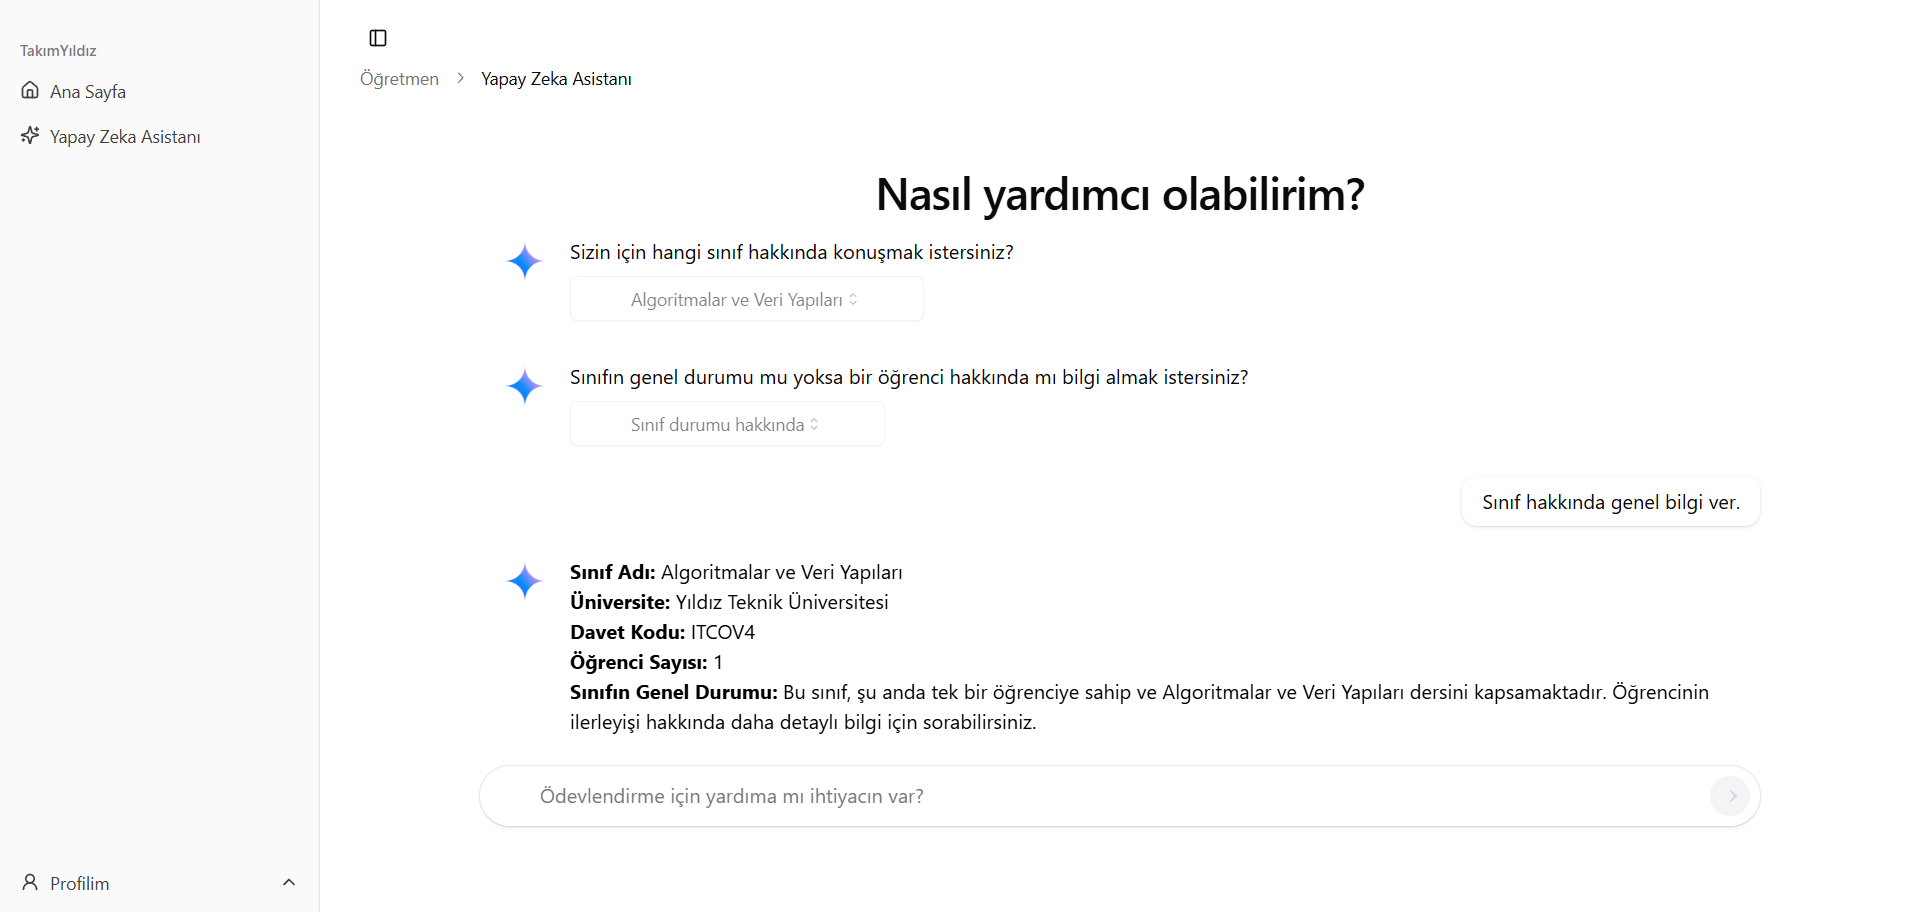 TakımYıldız
Ana Sayfa
Yapay Zeka Asistanı
Profilim
Öğretmen
Yapay Zeka Asistanı
Nasıl yardımcı olabilirim?
Sizin için hangi sınıf hakkında konuşmak istersiniz?
Algoritmalar ve Veri Yapıları
Sınıfın genel durumu mu yoksa bir öğrenci hakkında mı bilgi almak istersiniz?
Sınıf durumu hakkında
Sınıf hakkında genel bilgi ver.
Sınıf Adı: Algoritmalar ve Veri Yapıları
Üniversite: Yıldız Teknik Üniversitesi
Davet Kodu: ITCOV4
Öğrenci Sayısı: 1
Sınıfın Genel Durumu: Bu sınıf, şu anda tek bir öğrenciye sahip ve Algoritmalar ve Veri Yapıları dersini kapsamaktadır. Öğrencinin
ilerleyişi hakkında daha detaylı bilgi için sorabilirsiniz.
Ödevlendirme için yardıma mı ihtiyacın var?